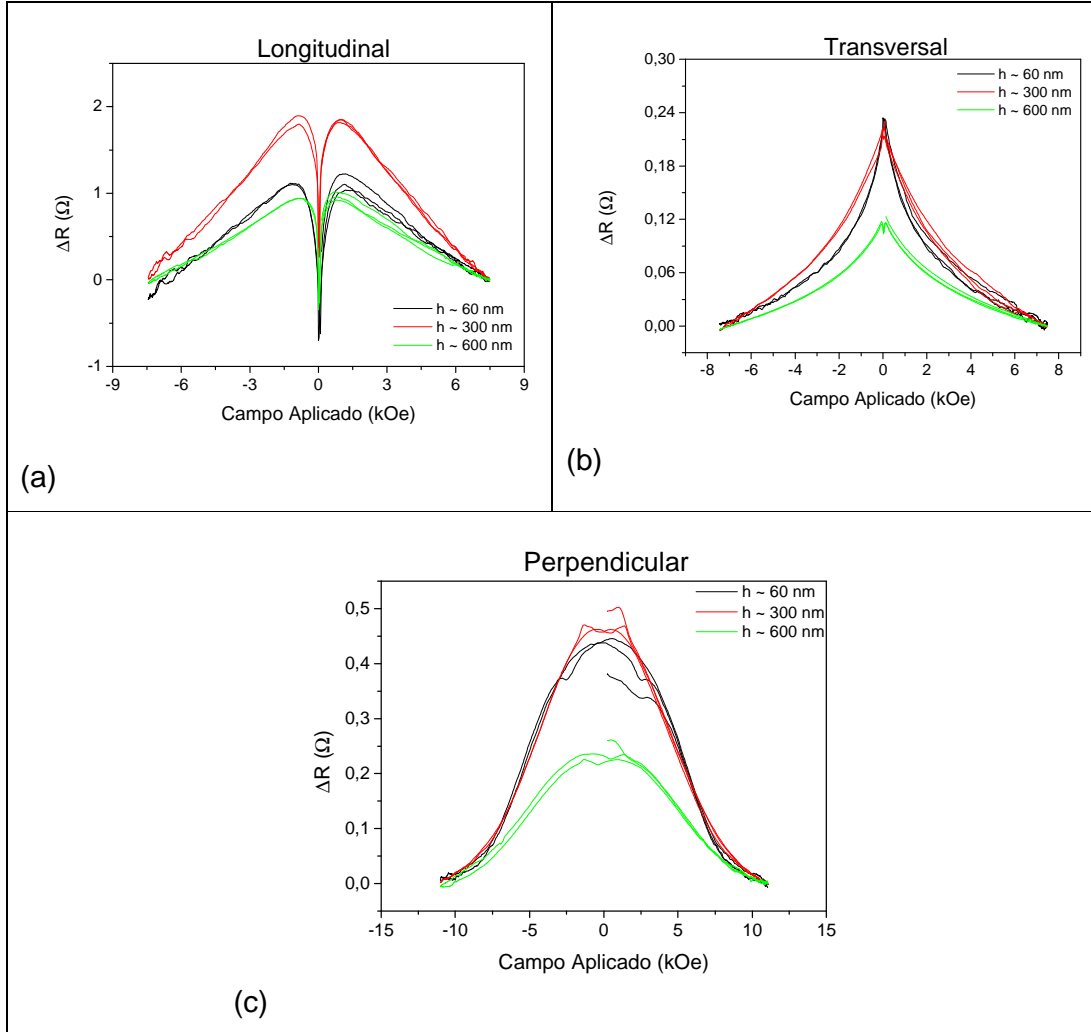 Longitudinal
2
1
0
-1
ΔR (Ω)
-9 -6 -3 0 3 6 9
Campo Aplicado (kOe)
h ~ 60 nm
h ~ 300 nm
h ~ 600 nm
(a)
Transversal
0,30
0,24
0,18
0,12
0,06
0,00
ΔR (Ω)
-8 -6 -4 -2 0 2 4 6 8
Campo Aplicado (kOe)
h ~ 60 nm
h ~ 300 nm
h ~ 600 nm
(b)
Perpendicular
0,5
0,4
0,3
0,2
0,1
0,0
ΔR (Ω)
-15 -10 -5 0 5 10 15
Campo Aplicado (kOe)
h ~ 60 nm
h ~ 300 nm
h ~ 600 nm
(c)